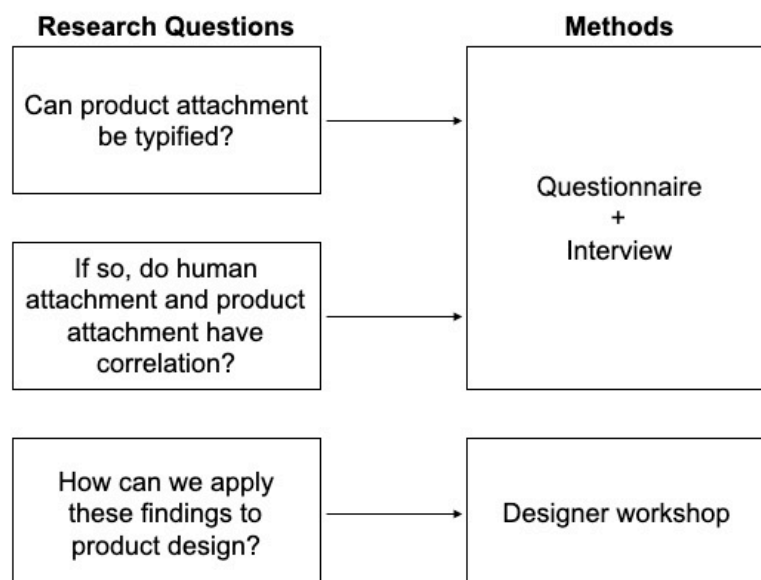 Research Questions
Methods
Can product attachment
be typified?
Questionnaire
+
Interview
If so, do human
attachment and product
attachment have
correlation?
How can we apply
these findings to
product design?
Designer workshop